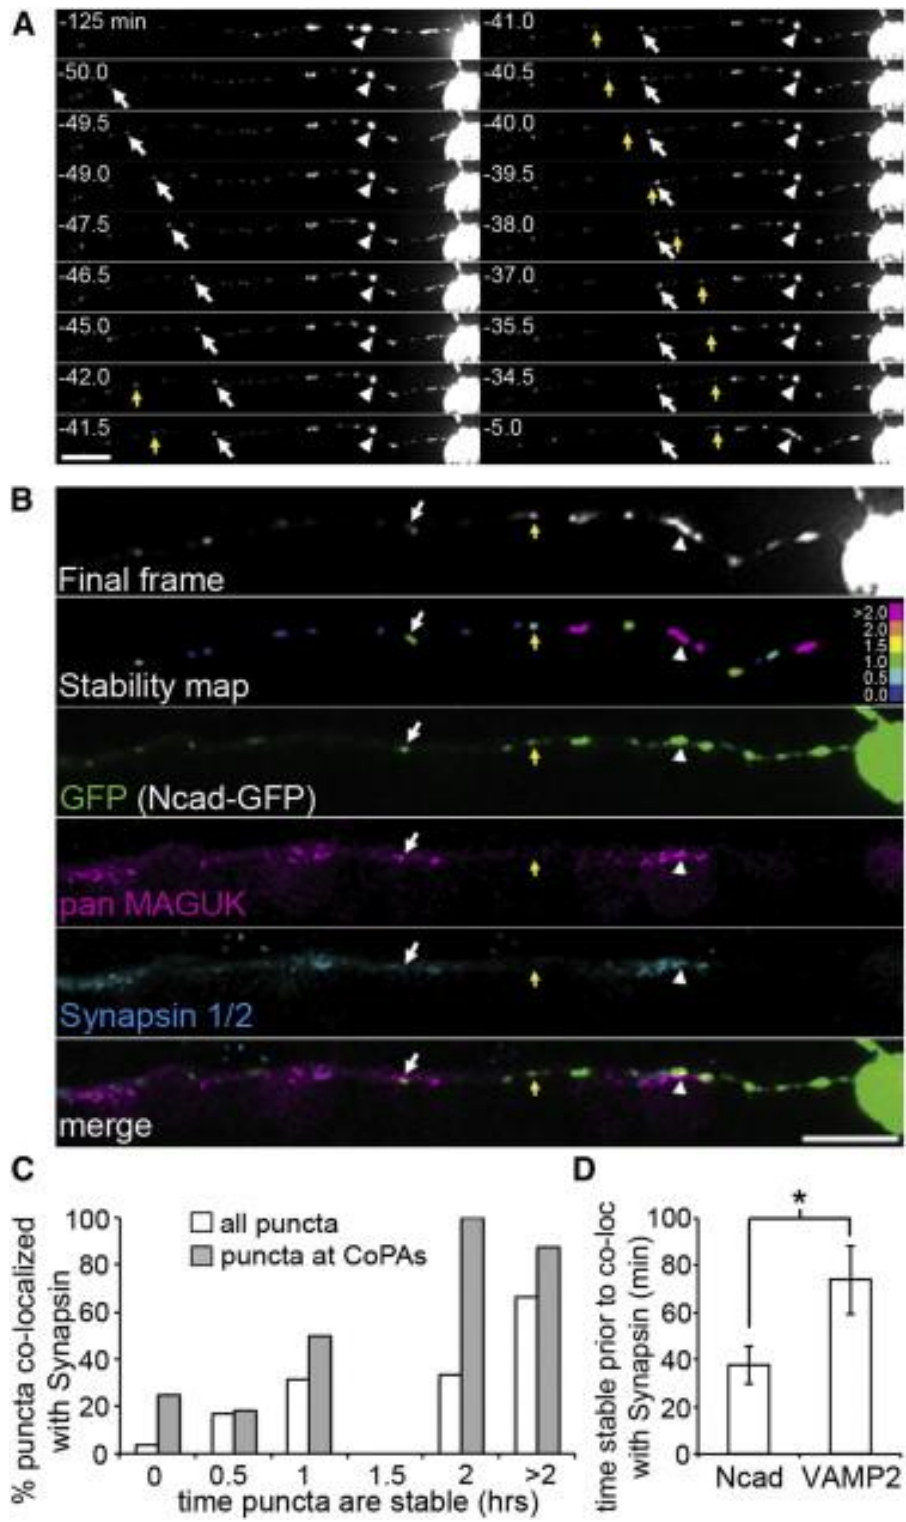 A
-125 min
-50.0
-49.5
-49.0
-47.5
-46.5
-45.0
-42.0
-41.5
-41.0
-40.5
-40.0
-39.5
-38.0
-37.0
-35.5
-34.5
-5.0
B
Final frame
Stability map
>2.0
2.0
1.5
1.0
0.5
0.0
GFP (Ncad-GFP)
pan MAGUK
Synapsin 1/2
merge
C
% puncta co-localized
with Synapsin
100
80
60
40
20
0
all puncta
puncta at CoPAs
0 0.5 1 1.5 2 >2
time puncta are stable (hrs)
D
time stable prior to co-loc
with Synapsin (min)
100
80
60
40
20
0
*
Ncad VAMP2